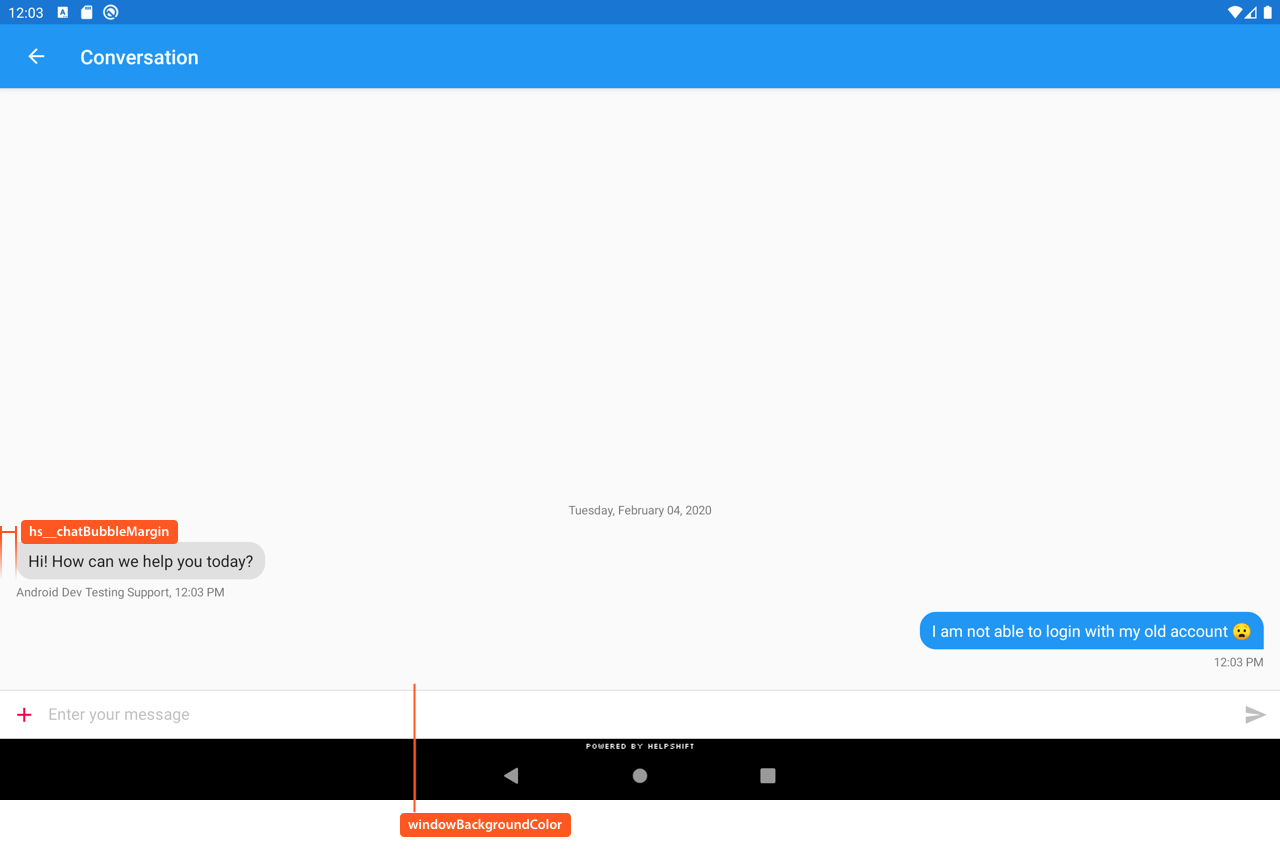 12:03
Conversation
Tuesday, February 04, 2020
hs__chatBubbleMargin
Hi! How can we help you today?
Android Dev Testing Support, 12:03 PM
I am not able to login with my old account 😦
12:03 PM
Enter your message
POWERED BY HELPSHIFT
windowBackgroundColor